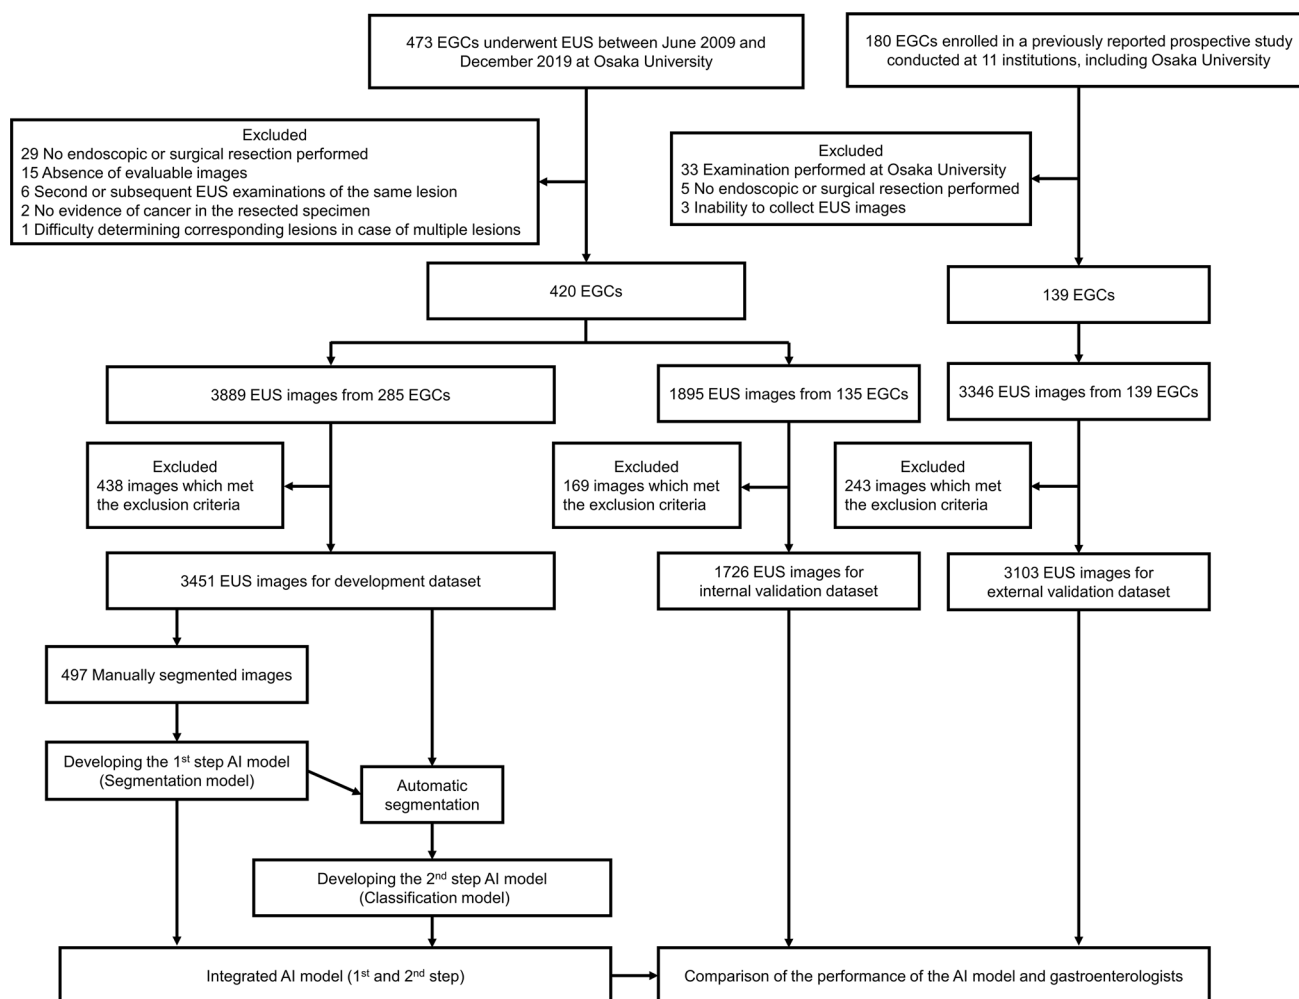 473 EGCs underwent EUS between June 2009 and
December 2019 at Osaka University
180 EGCs enrolled in a previously reported prospective study
conducted at 11 institutions, including Osaka University
Excluded
29 No endoscopic or surgical resection performed
15 Absence of evaluable images
6 Second or subsequent EUS examinations of the same lesion
2 No evidence of cancer in the resected specimen
1 Difficulty determining corresponding lesions in case of multiple lesions
Excluded
33 Examination performed at Osaka University
5 No endoscopic or surgical resection performed
3 Inability to collect EUS images
420 EGCs
139 EGCs
3889 EUS images from 285 EGCs
1895 EUS images from 135 EGCs
3346 EUS images from 139 EGCs
Excluded
438 images which met
the exclusion criteria
Excluded
169 images which met
the exclusion criteria
Excluded
243 images which met
the exclusion criteria
3451 EUS images for development dataset
1726 EUS images for
internal validation dataset
3103 EUS images for
external validation dataset
497 Manually segmented images
Developing the 1st step AI model
(Segmentation model)
Automatic
segmentation
Developing the 2nd step AI model
(Classification model)
Integrated AI model (1st and 2nd step)
Comparison of the performance of the AI model and gastroenterologists